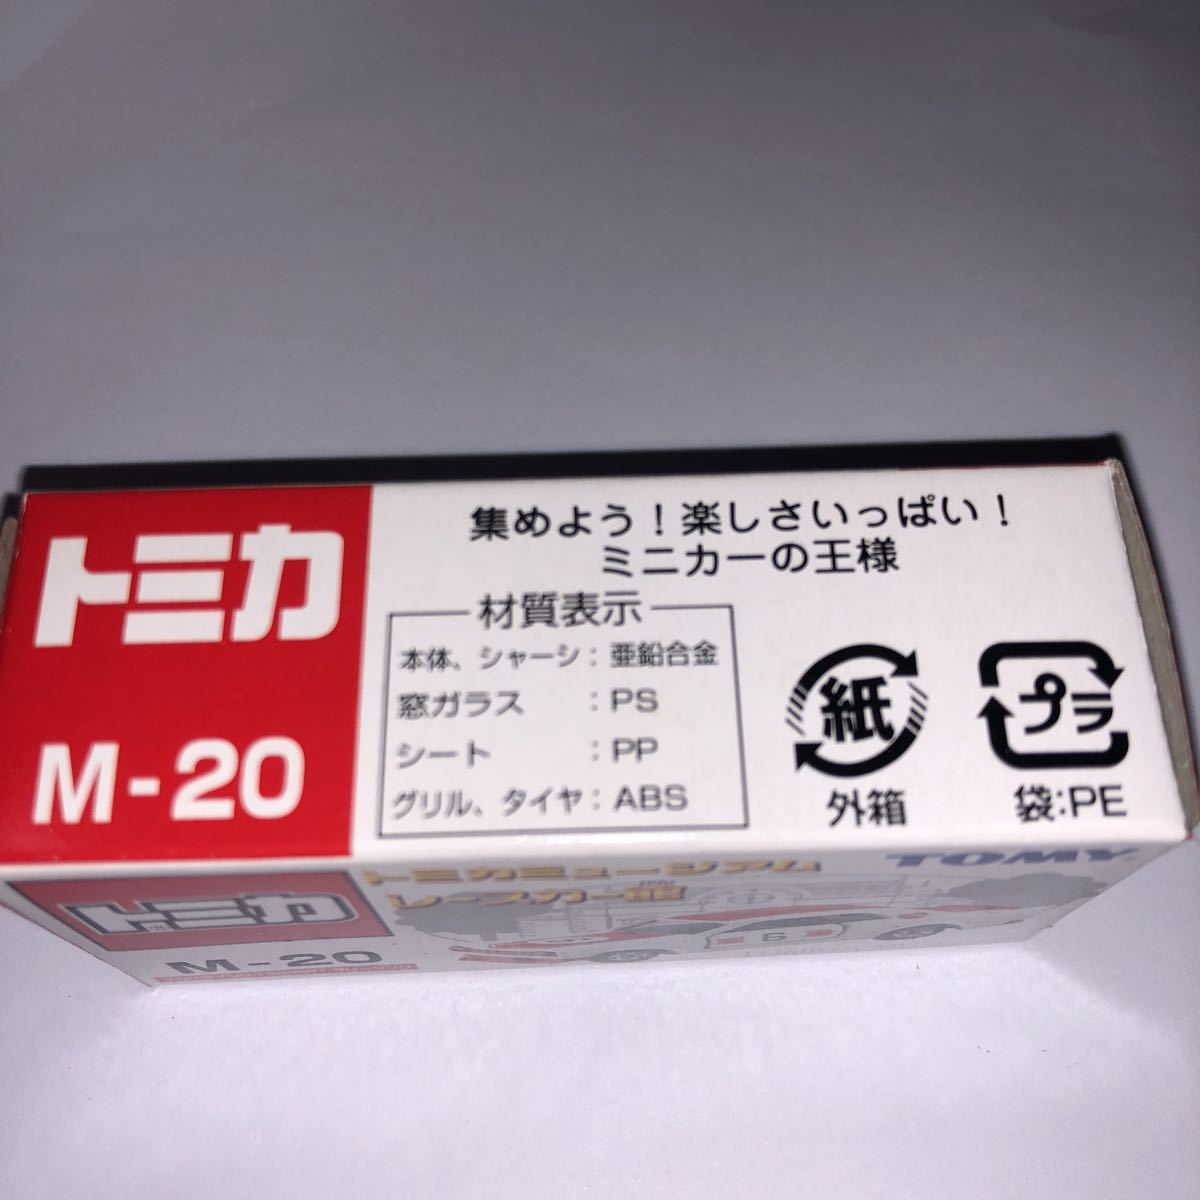 トミカ
M-20
集めよう！楽しさいっぱい！
ミニカーの王様
材質表示
本体、シャーシ：亜鉛合金
窓ガラス ：PS
シート ：PP
グリル、タイヤ：ABS
紙
外箱
プラ
袋:PE
トミカミュージアム
レースカー館
TOMY
トミカ
M-20
6